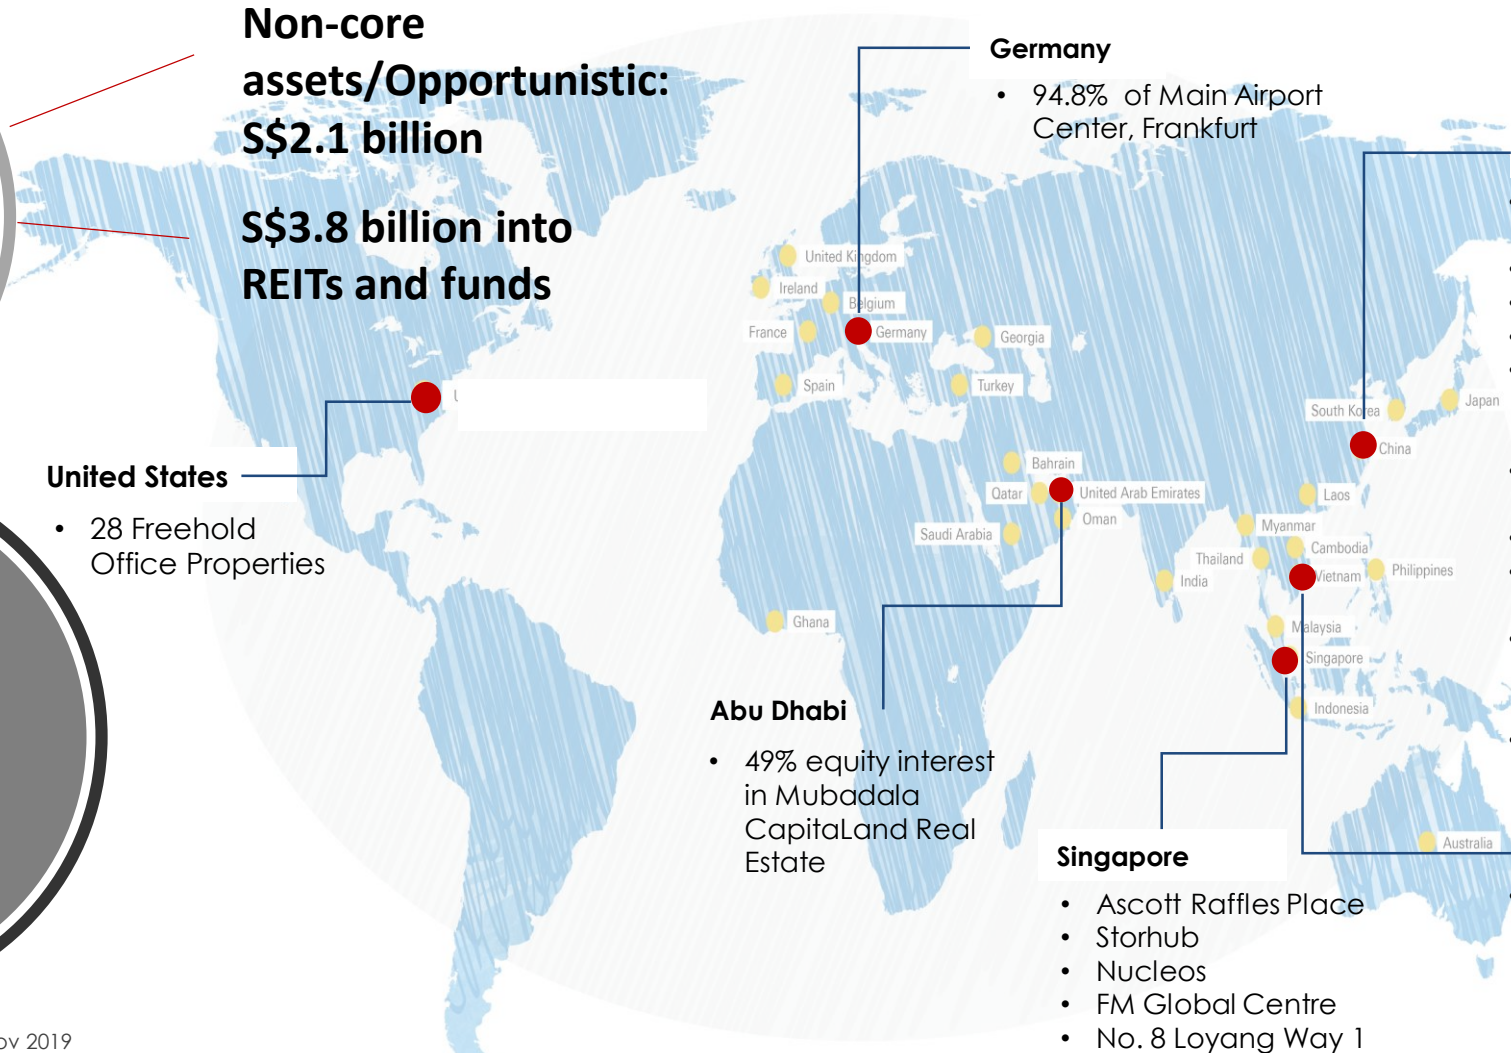 Non-core
assets/Opportunistic:
S$2.1 billion
S$3.8 billion into
REITs and funds
Germany
• 94.8% of Main Airport
Center, Frankfurt
United Kingdom
Ireland
Belgium
France
Germany
Georgia
Spain
Turkey
South Korea
Japan
China
United States
• 28 Freehold
Office Properties
Bahrain
Qatar
United Arab Emirates
Oman
Saudi Arabia
Laos
Myanmar
Cambodia
Thailand
Vietnam
Philippines
India
Ghana
Malaysia
Singapore
Indonesia
Australia
Abu Dhabi
• 49% equity interest
in Mubadala
CapitaLand Real
Estate
Singapore
• Ascott Raffles Place
• Storhub
• Nucleos
• FM Global Centre
• No. 8 Loyang Way 1
2019